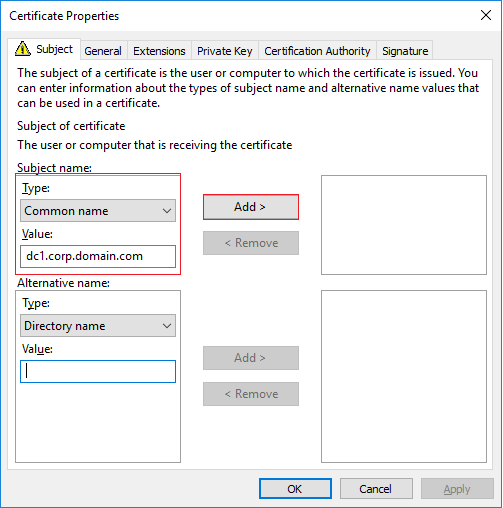 Certificate Properties
Subject General Extensions Private Key Certification Authority Signature
The subject of a certificate is the user or computer to which the certificate is issued. You
can enter information about the types of subject name and alternative name values that
can be used in a certificate.
Subject of certificate
The user or computer that is receiving the certificate
Subject name:
Type:
Common name
Value:
dc1.corp.domain.com
Add >
< Remove
Alternative name:
Type:
Directory name
Value:
Add >
< Remove
OK Cancel Apply